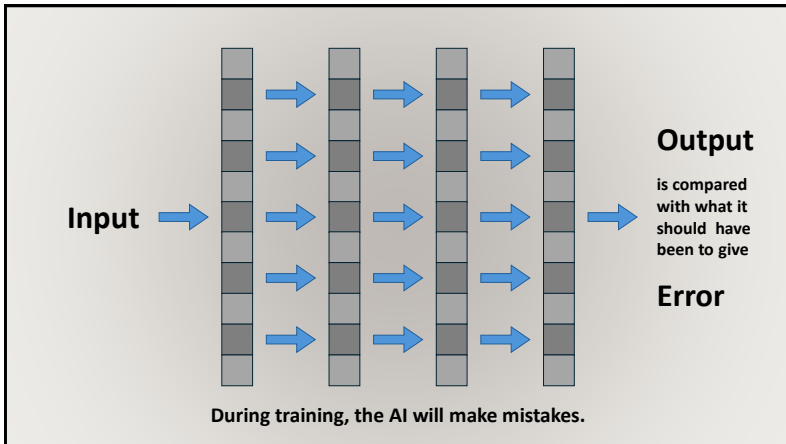 Input
Output
is compared
with what it
should have
been to give
Error
During training, the AI will make mistakes.